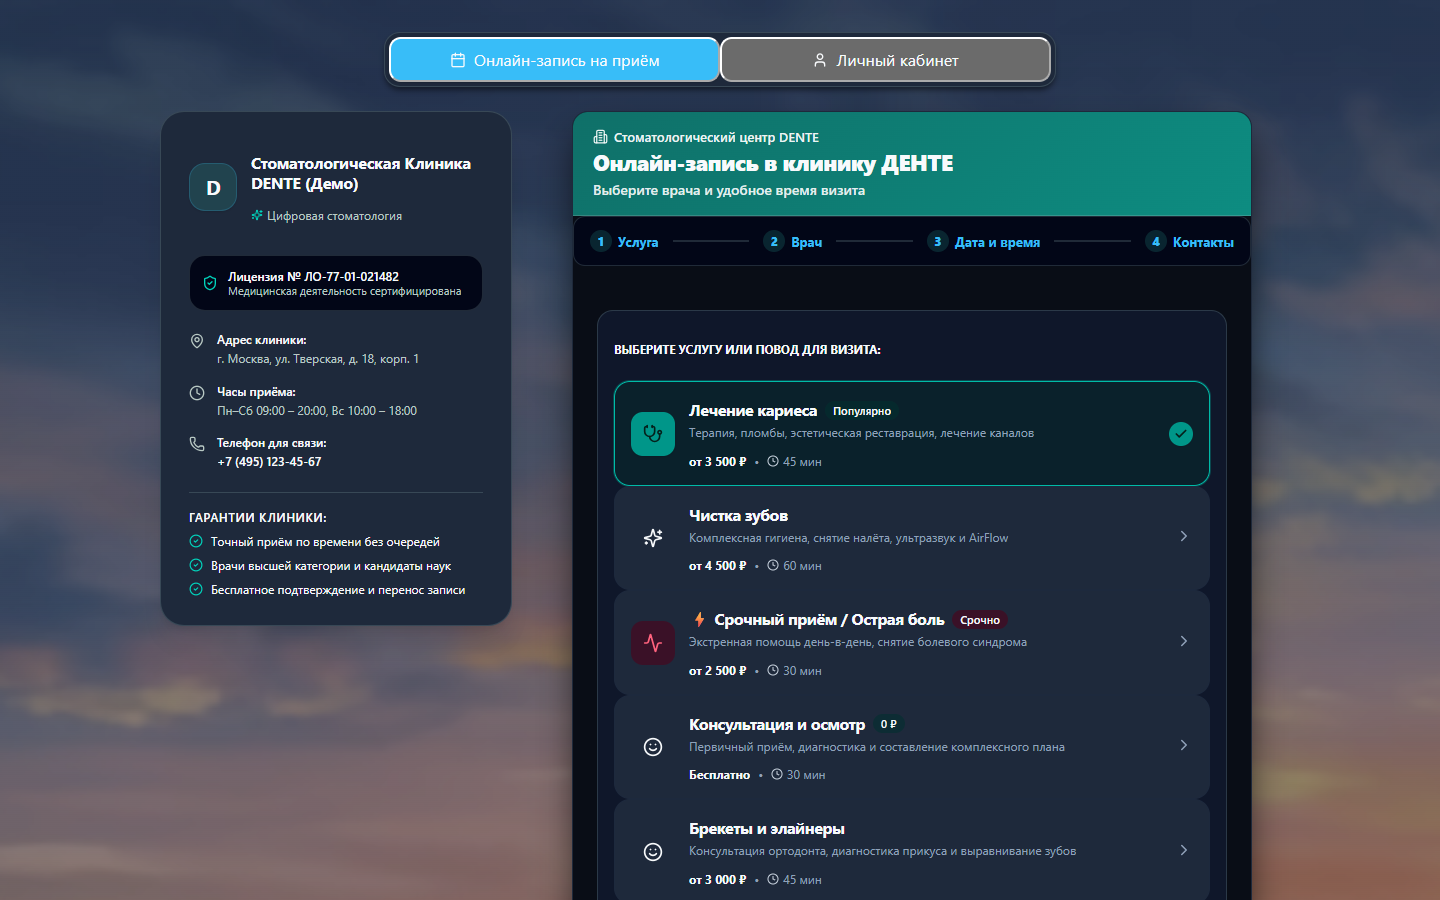 Онлайн-запись на приём
Личный кабинет
D
Стоматологическая Клиника
DENTE (Демо)
Цифровая стоматология
Лицензия № ЛО-77-01-021482
Медицинская деятельность сертифицирована
Адрес клиники:
г. Москва, ул. Тверская, д. 18, корп. 1
Часы приёма:
Пн–Сб 09:00 – 20:00, Вс 10:00 – 18:00
Телефон для связи:
+7 (495) 123-45-67
ГАРАНТИИ КЛИНИКИ:
Точный приём по времени без очередей
Врачи высшей категории и кандидаты наук
Бесплатное подтверждение и перенос записи
Стоматологический центр DENTE
Онлайн-запись в клинику ДЕНТЕ
Выберите врача и удобное время визита
1 Услуга
2 Врач
3 Дата и время
4 Контакты
ВЫБЕРИТЕ УСЛУГУ ИЛИ ПОВОД ДЛЯ ВИЗИТА:
Лечение кариеса Популярно
Терапия, пломбы, эстетическая реставрация, лечение каналов
от 3 500 ₽ • 45 мин
Чистка зубов
Комплексная гигиена, снятие налёта, ультразвук и AirFlow
от 4 500 ₽ • 60 мин
Срочный приём / Острая боль Срочно
Экстренная помощь день-в-день, снятие болевого синдрома
от 2 500 ₽ • 30 мин
Консультация и осмотр 0 ₽
Первичный приём, диагностика и составление комплексного плана
Бесплатно • 30 мин
Брекеты и элайнеры
Консультация ортодонта, диагностика прикуса и выравнивание зубов
от 3 000 ₽ • 45 мин